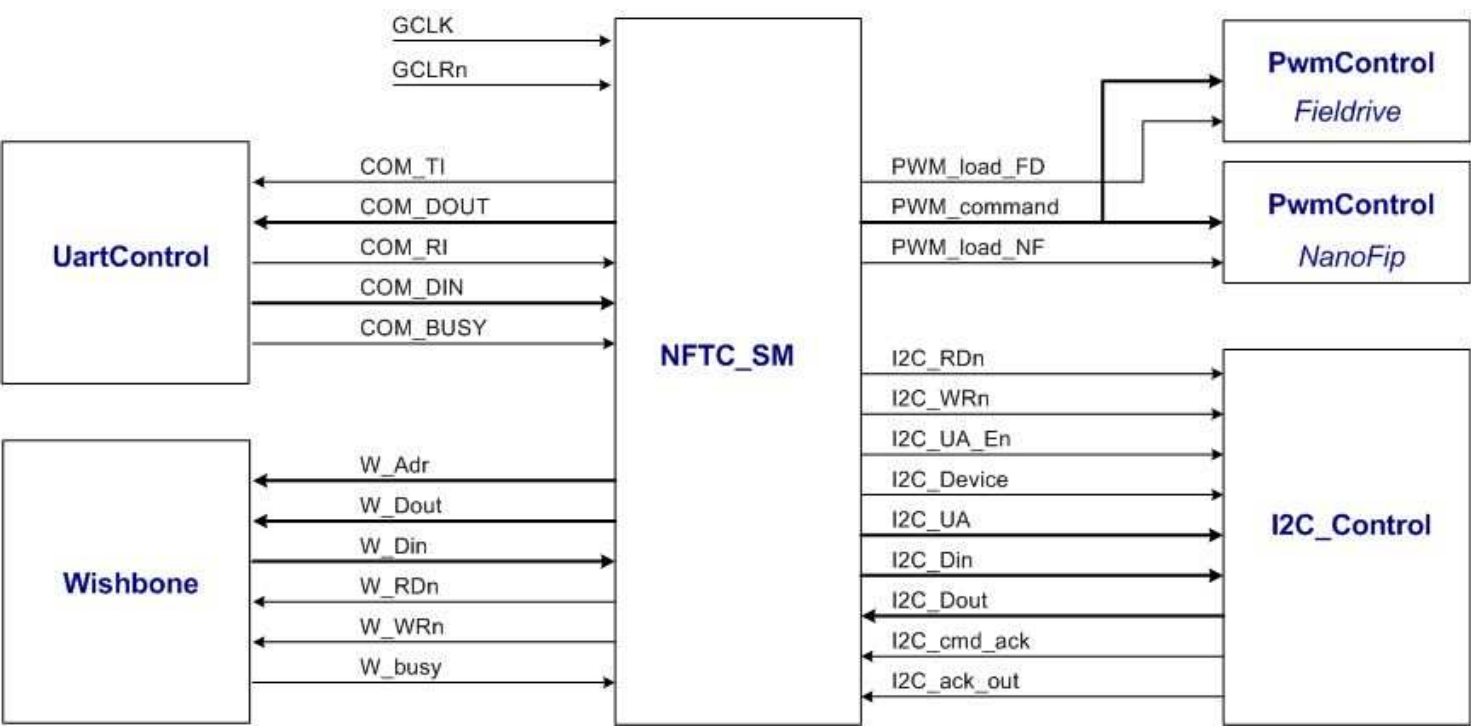 GCLK
GCLRn
PwmControl
Fieldrive
UartControl
COM_TI
COM_DOUT
COM_RI
COM_DIN
COM_BUSY
NFTC_SM
PWM_load_FD
PWM_command
PWM_load_NF
PwmControl
NanoFip
Wishbone
W_Adr
W_Dout
W_Din
W_RDn
W_WRn
W_busy
I2C_RDn
I2C_WRn
I2C_UA_En
I2C_Device
I2C_UA
I2C_Din
I2C_Dout
I2C_cmd_ack
I2C_ack_out
I2C_Control